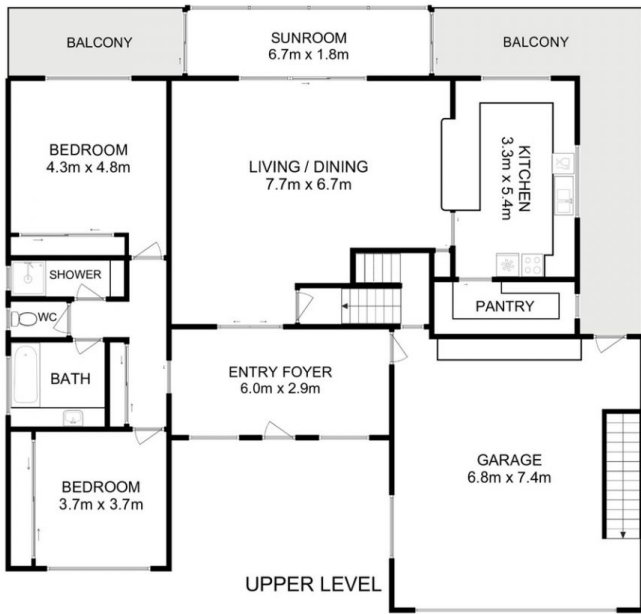 BALCONY
SUNROOM
6.7m x 1.8m
BALCONY
BEDROOM
4.3m x 4.8m
LIVING / DINING
7.7m x 6.7m
KITCHEN
3.3m x 5.4m
SHOWER
WC
PANTRY
BATH
ENTRY FOYER
6.0m x 2.9m
BEDROOM
3.7m x 3.7m
GARAGE
6.8m x 7.4m
UPPER LEVEL